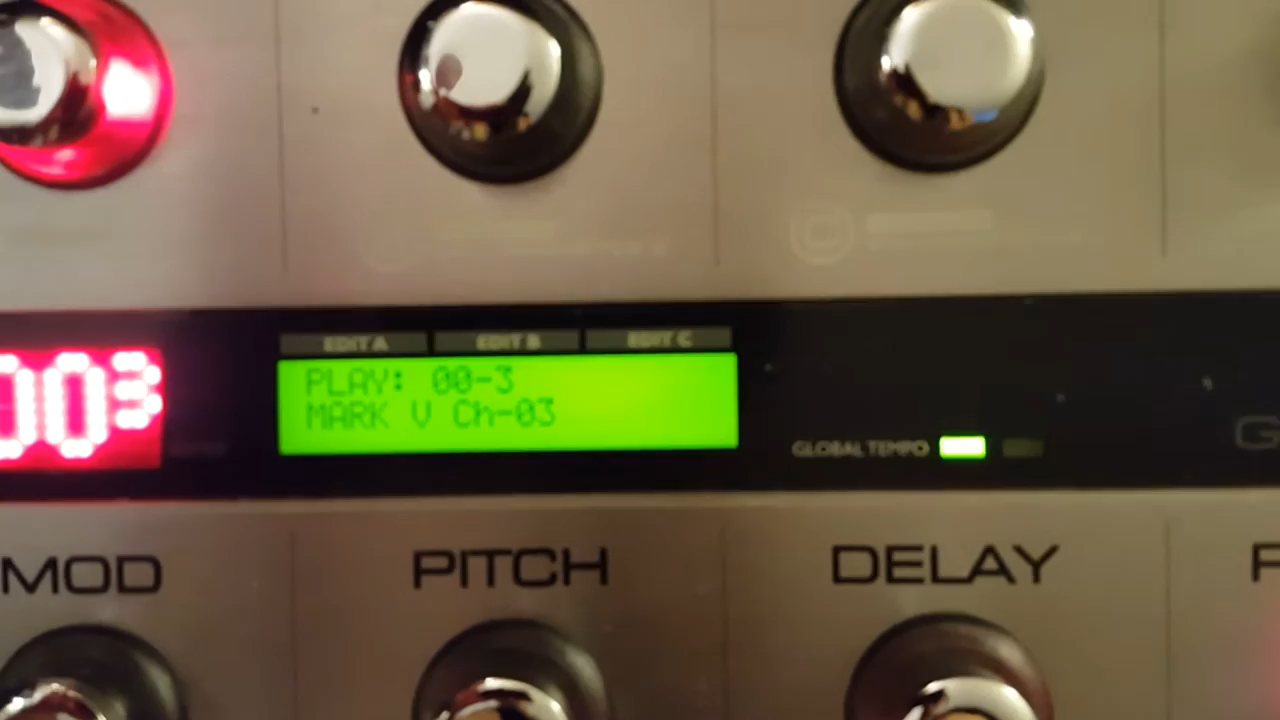 EDIT A EDIT B EDIT C
003
PLAY: 00-3
MARK V Ch-03
GLOBAL TEMPO
G
MOD PITCH DELAY